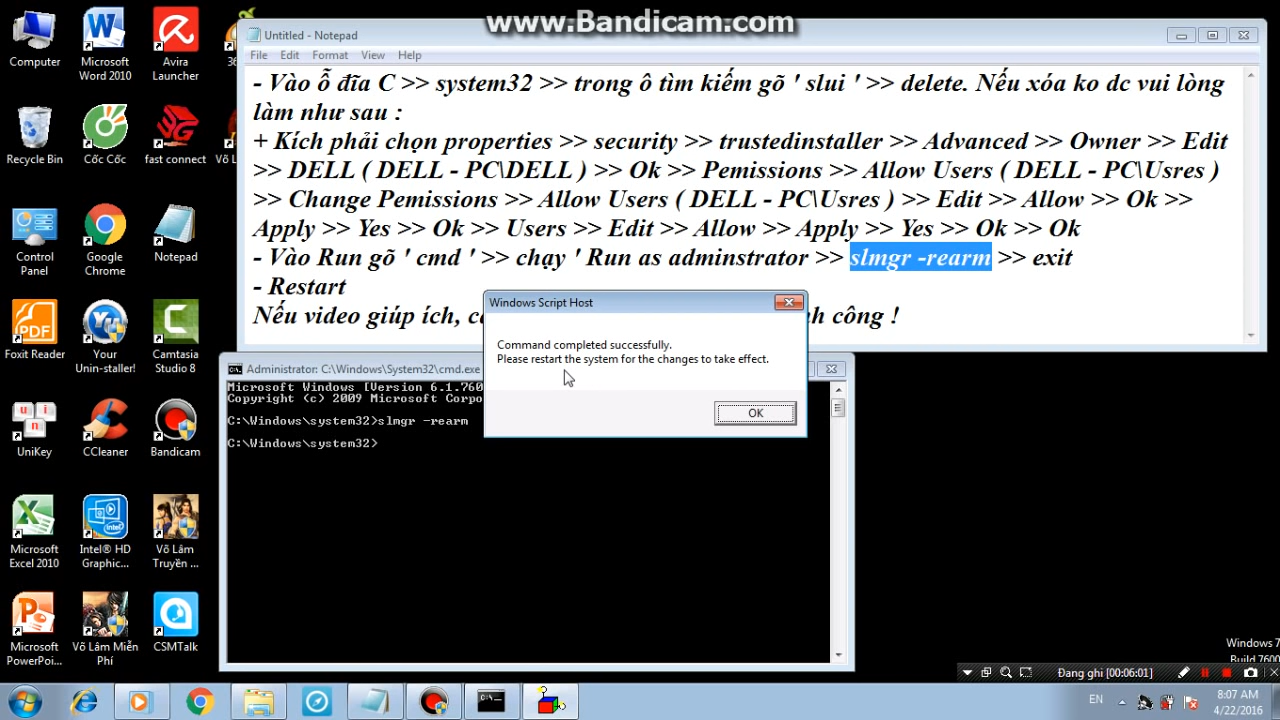 www.Bandicam.com
Untitled - Notepad
File Edit Format View Help
- Vào ỗ đĩa C >> system32 >> trong ô tìm kiếm gõ ' slui ' >> delete. Nếu xóa ko dc vui lòng
làm như sau :
+ Kích phải chọn properties >> security >> trustedinstaller >> Advanced >> Owner >> Edit
>> DELL ( DELL - PC\DELL ) >> Ok >> Pemissions >> Allow Users ( DELL - PC\Usres )
>> Change Pemissions >> Allow Users ( DELL - PC\Usres ) >> Edit >> Allow >> Ok >>
Apply >> Yes >> Ok >> Users >> Edit >> Allow >> Apply >> Yes >> Ok >> Ok
- Vào Run gõ ' cmd ' >> chạy ' Run as adminstrator >> slmgr -rearm >> exit
- Restart
Nếu video giúp ích, công !
Windows Script Host
Command completed successfully.
Please restart the system for the changes to take effect.
OK
Administrator: C:\Windows\System32\cmd.exe
Microsoft Windows [Version 6.1.760
Copyright (c) 2009 Microsoft Corpo
C:\Windows\system32>slmgr -rearm
C:\Windows\system32>
Computer
Microsoft Word 2010
Avira Launcher
36
Recycle Bin
Cốc Cốc
fast connect
Võ L
Control Panel
Google Chrome
Notepad
Foxit Reader
Your Unin-staller!
Camtasia Studio 8
UniKey
CCleaner
Bandicam
Microsoft Excel 2010
Intel® HD Graphic...
Võ Lâm Truyền ...
Microsoft PowerPoi...
Võ Lâm Miễn Phí
CSMTalk
Windows 7
Build 7600
Đang ghi [00:06:01]
EN
8:07 AM
4/22/2016